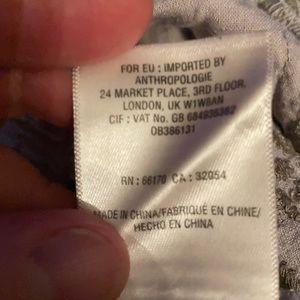 FOR EU : IMPORTED BY
ANTHROPOLOGIE
24 MARKET PLACE, 3RD FLOOR,
LONDON, UK W1W8AN
CIF : VAT No. GB 684936382
OB386131
RN : 66170 CA : 32054
MADE IN CHINA/FABRIQUE EN CHINE/
HECHO EN CHINA